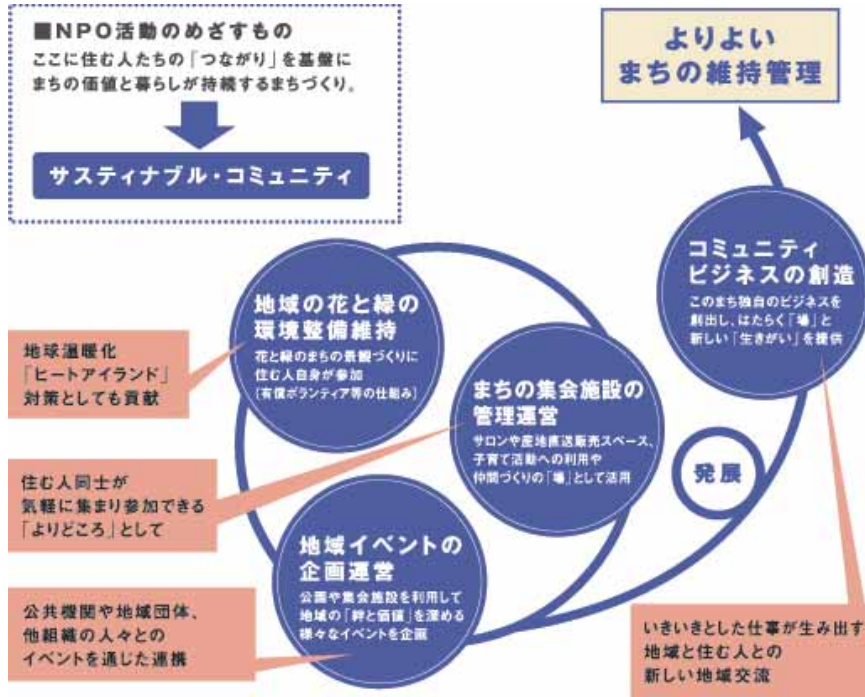 ■NPO活動のめざすもの
ここに住む人たちの「つながり」を基盤に
まちの価値と暮らしが持続するまちづくり。
サスティナブル・コミュニティ
よりよい
まちの維持管理
コミュニティ
ビジネスの創造
このまち独自のビジネスを
創出し、はたらく「場」と
新しい「生きがい」を提供
地域の花と緑の
環境整備維持
花と緑のまちの景観づくりに
住む人自身が参加
(有償ボランティア等の仕組み)
地球温暖化
「ヒートアイランド」
対策としても貢献
まちの集会施設の
管理運営
サロンや産地直送販売スペース、
子育て活動への利用や
仲間づくりの「場」として活用
発展
住む人同士が
気軽に集まり参加できる
「よりどころ」として
地域イベントの
企画運営
公園や集会施設を利用して
地域の「絆と価値」を深める
様々なイベントを企画
公共機関や地域団体、
他組織の人々との
イベントを通じた連携
いきいきとした仕事が生み出す
地域と住む人との
新しい地域交流